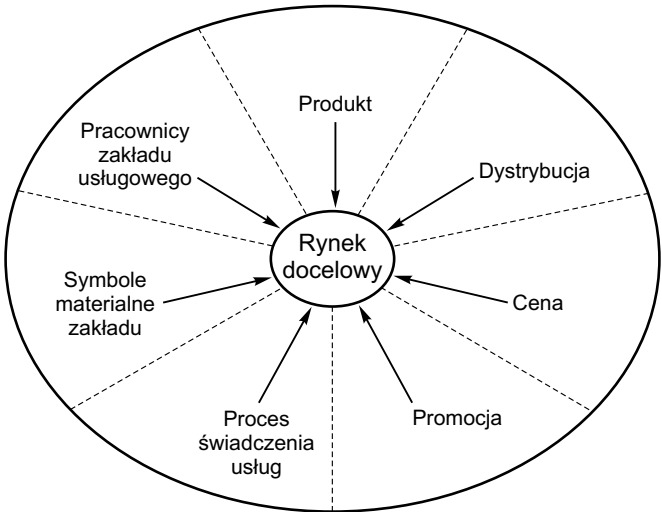 Produkt
Pracownicy
zakładu
usługowego
Dystrybucja
Rynek
docelowy
Symbole
materialne
zakładu
Cena
Proces
świadczenia
usług
Promocja